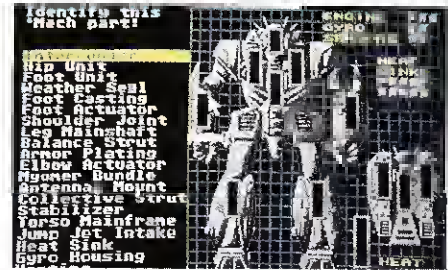 Identify this
Mech part!
Hip Unit
Foot Unit
Weather Seal
Foot Casting
Foot Actuator
Shoulder Joint
Leg Mainshaft
Balance Strut
Armor Plating
Elbow Actuator
Myomer Bundle
Antenna Mount
Collective Strut
Stabilizer
Torso Mainframe
Jump Jet Intake
Heat Sink
Gyro Housing
ENGINE
GYRO
HEAT
SINK
HEAT